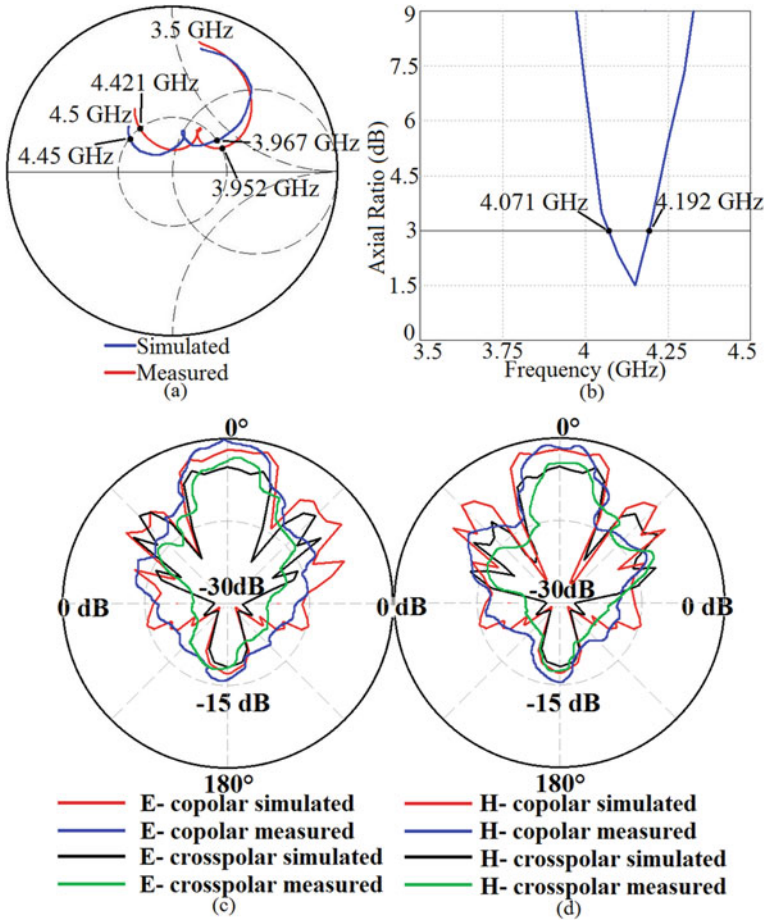 3.5 GHz
4.421 GHz
4.5 GHz
4.45 GHz
3.967 GHz
3.952 GHz
Simulated
Measured
(a)
9
7.5
6
4.5
3
1.5
0
Axial Ratio (dB)
4.071 GHz
4.192 GHz
3.5
3.75
4
4.25
4.5
Frequency (GHz)
(b)
0°
-30dB
0 dB
0 dB
-15 dB
180°
E- copolar simulated
E- copolar measured
E- crosspolar simulated
E- crosspolar measured
(c)
0°
-30dB
0 dB
-15 dB
180°
H- copolar simulated
H- copolar measured
H- crosspolar simulated
H- crosspolar measured
(d)